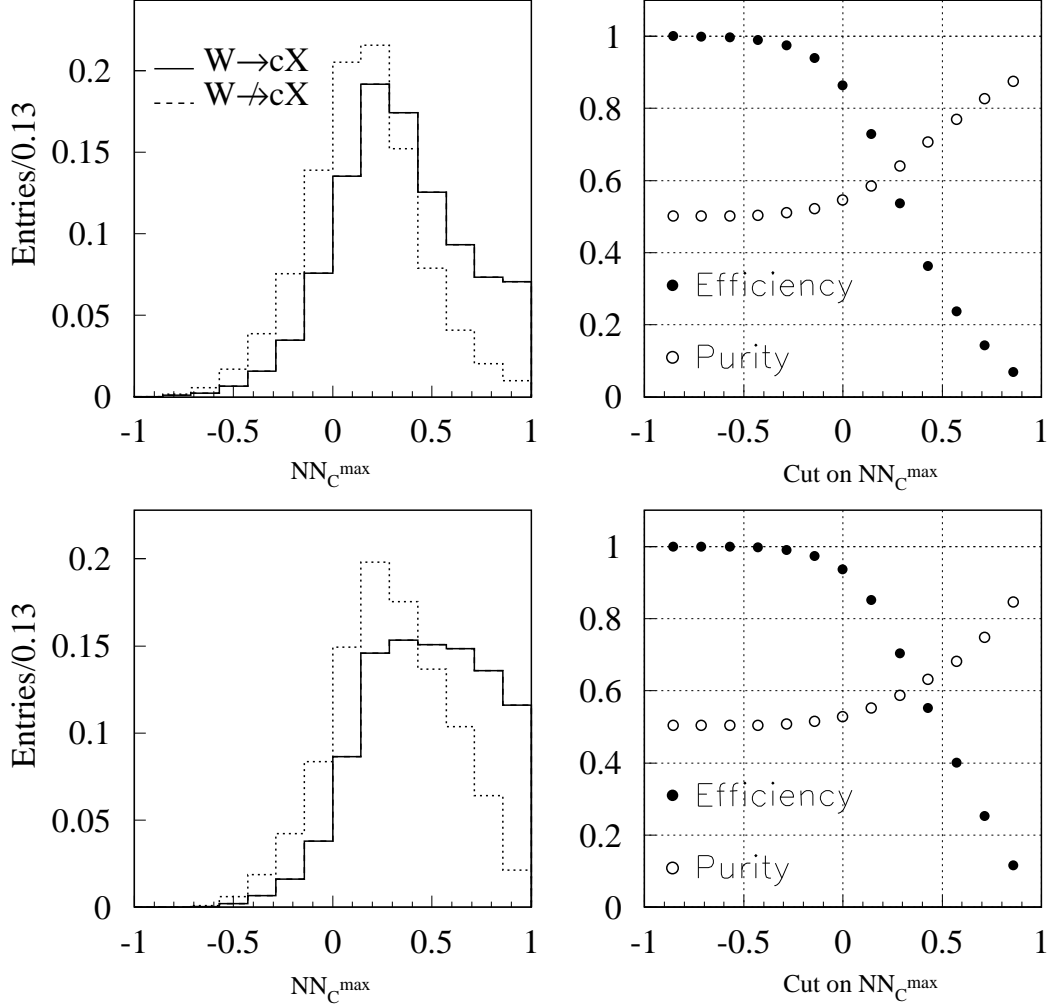 Entries/0.13
0.2
0.15
0.1
0.05
0
W→cX
W↛cX
-1 -0.5 0 0.5 1
NN_C^max
1
0.8
0.6
0.4
0.2
0
Efficiency
Purity
-1 -0.5 0 0.5 1
Cut on NN_C^max
Entries/0.13
0.2
0.15
0.1
0.05
0
-1 -0.5 0 0.5 1
NN_C^max
1
0.8
0.6
0.4
0.2
0
Efficiency
Purity
-1 -0.5 0 0.5 1
Cut on NN_C^max